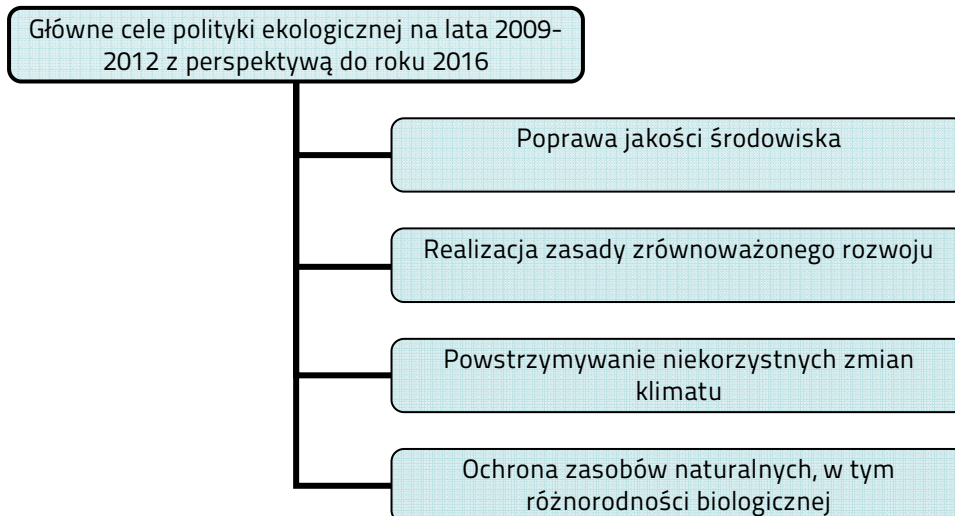 Główne cele polityki ekologicznej na lata 2009-
2012 z perspektywą do roku 2016
Poprawa jakości środowiska
Realizacja zasady zrównoważonego rozwoju
Powstrzymywanie niekorzystnych zmian
klimatu
Ochrona zasobów naturalnych, w tym
różnorodności biologicznej